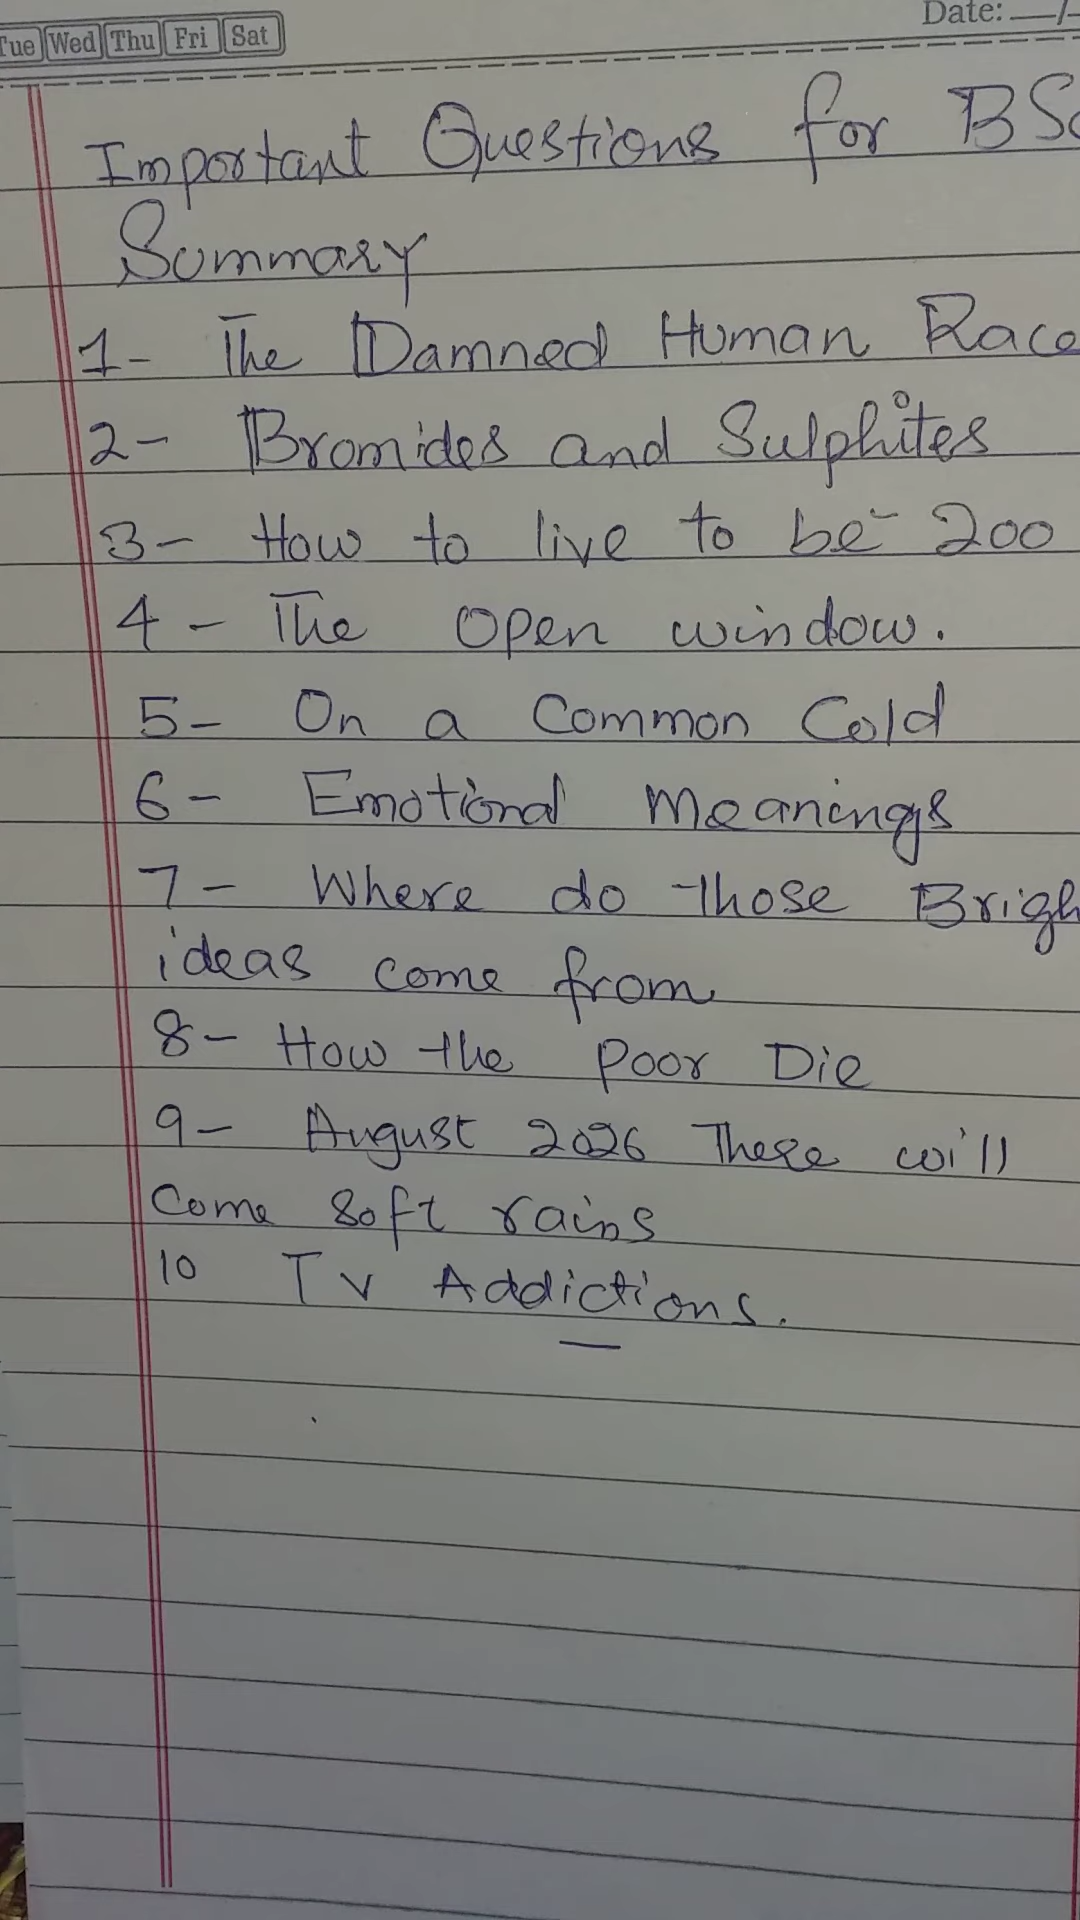 Tue Wed Thu Fri Sat
Date:
Important Questions for BSc
Summary
1- The Damned Human Race
2- Bromides and Sulphites
3- How to live to be 200
4- The Open window.
5- On a Common Cold
6- Emotional Meanings
7- Where do those Brigh
ideas come from
8- How the Poor Die
9- August 2026 There will
Come soft rains
10 TV Addictions.